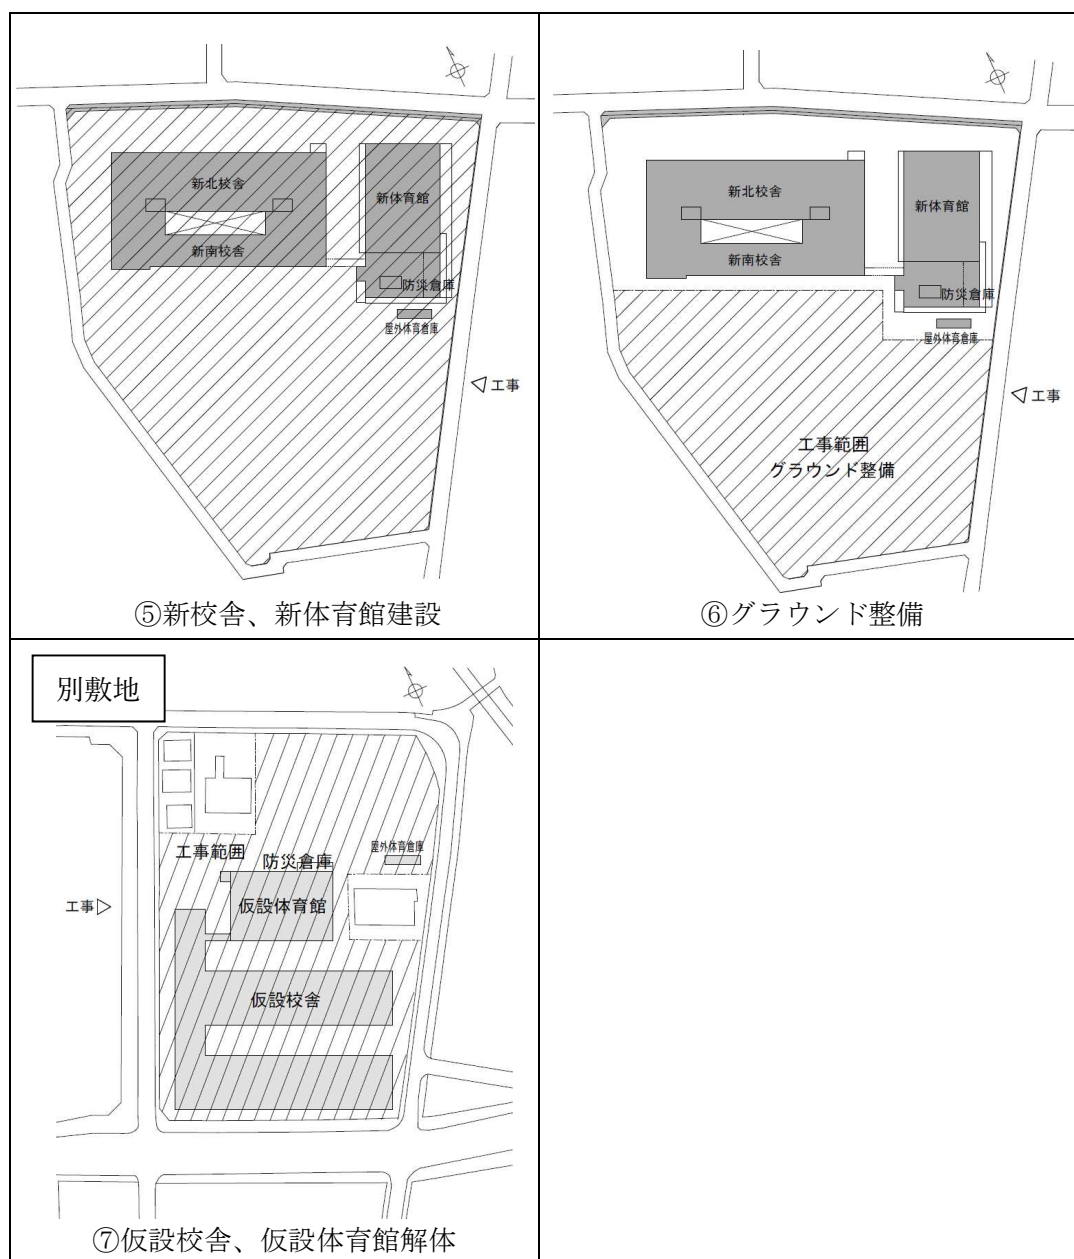 新北校舎
新体育館
新南校舎
防災倉庫
屋外体育倉庫
工事
⑤新校舎、新体育館建設
新北校舎
新体育館
新南校舎
防災倉庫
屋外体育倉庫
工事
工事範囲
グラウンド整備
⑥グラウンド整備
別敷地
工事範囲
防災倉庫
屋外体育倉庫
工事
仮設体育館
仮設校舎
⑦仮設校舎、仮設体育館解体